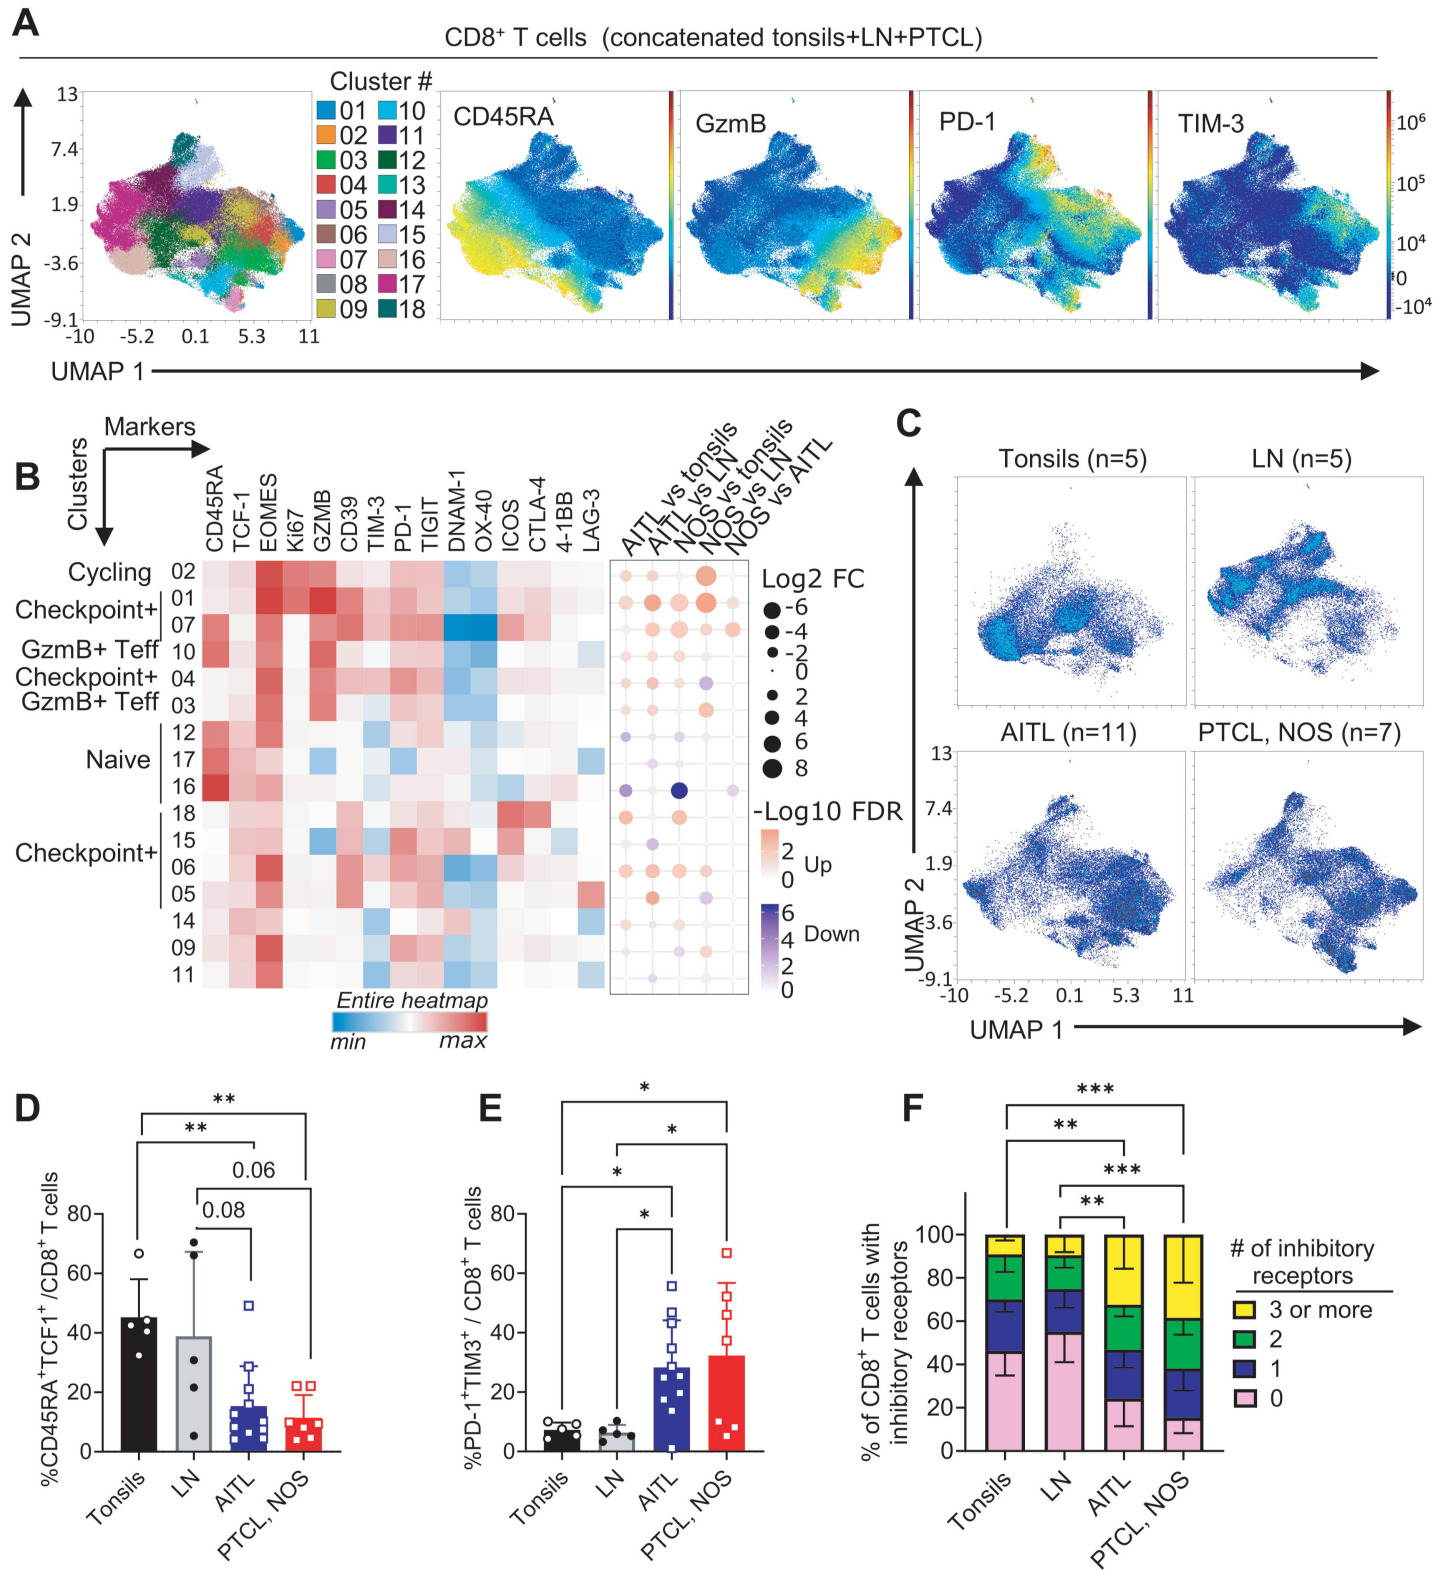 A
CD8+ T cells (concatenated tonsils+LN+PTCL)
Cluster #
01 10
02 11
03 12
04 13
05 14
06 15
07 16
08 17
09 18
CD45RA
GzmB
PD-1
TIM-3
13
7.4
1.9
-3.6
-9.1
-10 -5.2 0.1 5.3 11
10⁶
10⁵
10⁴
0
-10⁴
UMAP 2
UMAP 1
B
Markers
Clusters
CD45RA
TCF-1
EOMES
Ki67
GZMB
CD39
TIM-3
PD-1
TIGIT
DNAM-1
OX-40
ICOS
CTLA-4
4-1BB
LAG-3
AITL vs tonsils
AITL vs LN
NOS vs tonsils
NOS vs LN
NOS vs AITL
Cycling 02
Checkpoint+ 01
07
GzmB+ Teff 10
Checkpoint+ 04
GzmB+ Teff 03
12
Naive 17
16
18
Checkpoint+ 15
06
05
14
09
11
Entire heatmap
min max
Log2 FC
-6
-4
-2
0
2
4
6
8
-Log10 FDR
2
0
Up
6
4
2
0
Down
C
Tonsils (n=5)
LN (n=5)
AITL (n=11)
PTCL, NOS (n=7)
13
7.4
1.9
-3.6
-9.1
-10 -5.2 0.1 5.3 11
UMAP 2
UMAP 1
D
%CD45RA+TCF1+ /CD8+ T cells
80
60
40
20
0
**
**
0.06
0.08
Tonsils
LN
AITL
PTCL, NOS
E
%PD-1+TIM3+ / CD8+ T cells
80
60
40
20
0
*
*
*
*
Tonsils
LN
AITL
PTCL, NOS
F
% of CD8+ T cells with
inhibitory receptors
100
80
60
40
20
0
***
**
***
**
Tonsils
LN
AITL
PTCL, NOS
# of inhibitory
receptors
3 or more
2
1
0